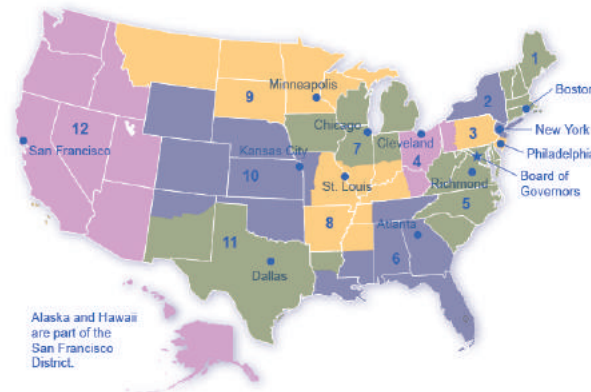 1
Boston
Minneapolis
2
9
New York
3
12
Chicago
Cleveland
Philadelphia
San Francisco
7
Kansas City
4
Board of
Governors
10
St. Louis
Richmond
5
8
Atlanta
11
6
Dallas
Alaska and Hawaii
are part of the
San Francisco
District.